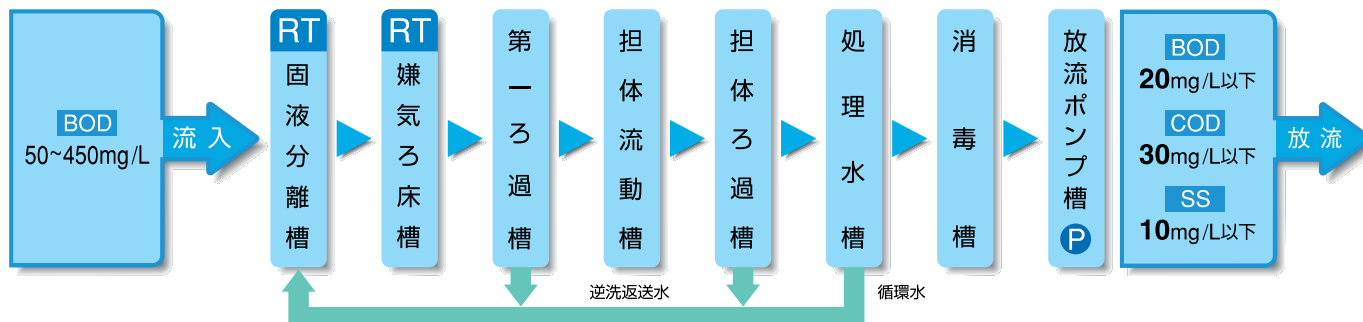 BOD
50~450mg/L
流入
RT
固液分離槽
RT
嫌気ろ床槽
第一ろ過槽
担体流動槽
担体ろ過槽
処理水槽
消毒槽
放流ポンプ槽
P
BOD
20mg/L以下
COD
30mg/L以下
SS
10mg/L以下
放流
逆洗返送水
循環水